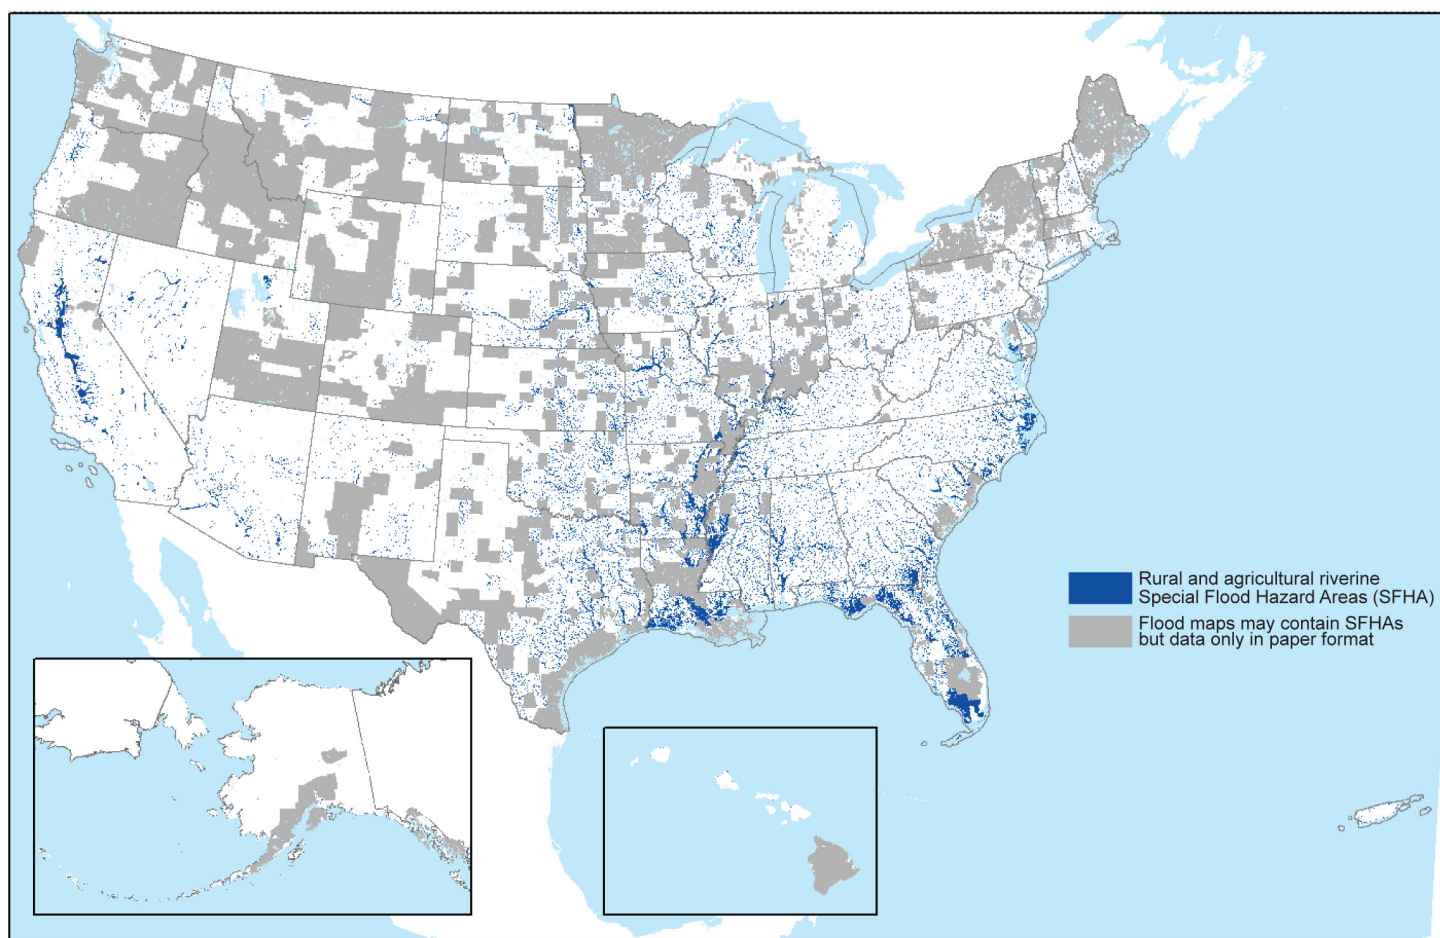 Rural and agricultural riverine
Special Flood Hazard Areas (SFHA)
Flood maps may contain SFHAs
but data only in paper format